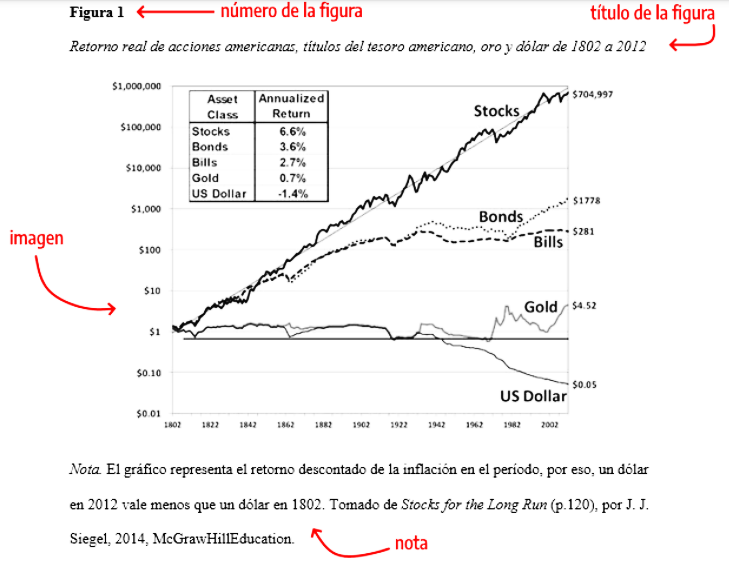 Figura 1
número de la figura
título de la figura
Retorno real de acciones americanas, títulos del tesoro americano, oro y dólar de 1802 a 2012
$1,000,000
$100,000
$10,000
$1,000
$100
$10
$1
$0.10
$0.01
Asset Class
Annualized Return
Stocks 6.6%
Bonds 3.6%
Bills 2.7%
Gold 0.7%
US Dollar -1.4%
Stocks
$704,997
Bonds
$1778
Bills
$281
Gold
$4.52
US Dollar
$0.05
imagen
1802 1822 1842 1862 1882 1902 1922 1942 1962 1982 2002
Nota. El gráfico representa el retorno descontado de la inflación en el período, por eso, un dólar
en 2012 vale menos que un dólar en 1802. Tomado de Stocks for the Long Run (p.120), por J. J.
Siegel, 2014, McGrawHillEducation.
nota